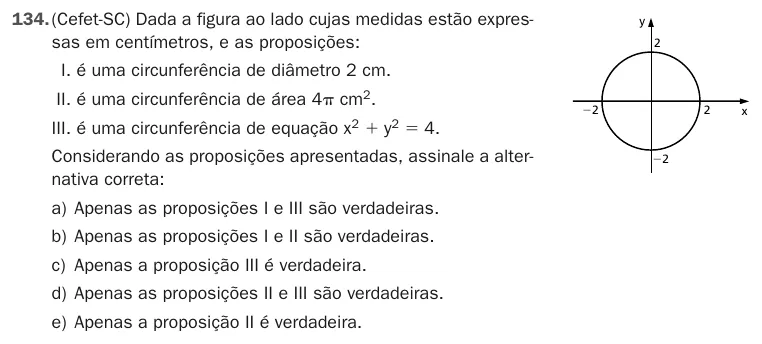 134. (Cefet-SC) Dada a figura ao lado cujas medidas estão expres-
sas em centímetros, e as proposições:
I. é uma circunferência de diâmetro 2 cm.
II. é uma circunferência de área 4π cm².
III. é uma circunferência de equação x² + y² = 4.
Considerando as proposições apresentadas, assinale a alter-
nativa correta:
a) Apenas as proposições I e III são verdadeiras.
b) Apenas as proposições I e II são verdadeiras.
c) Apenas a proposição III é verdadeira.
d) Apenas as proposições II e III são verdadeiras.
e) Apenas a proposição II é verdadeira.
y
2
−2
2
x
−2